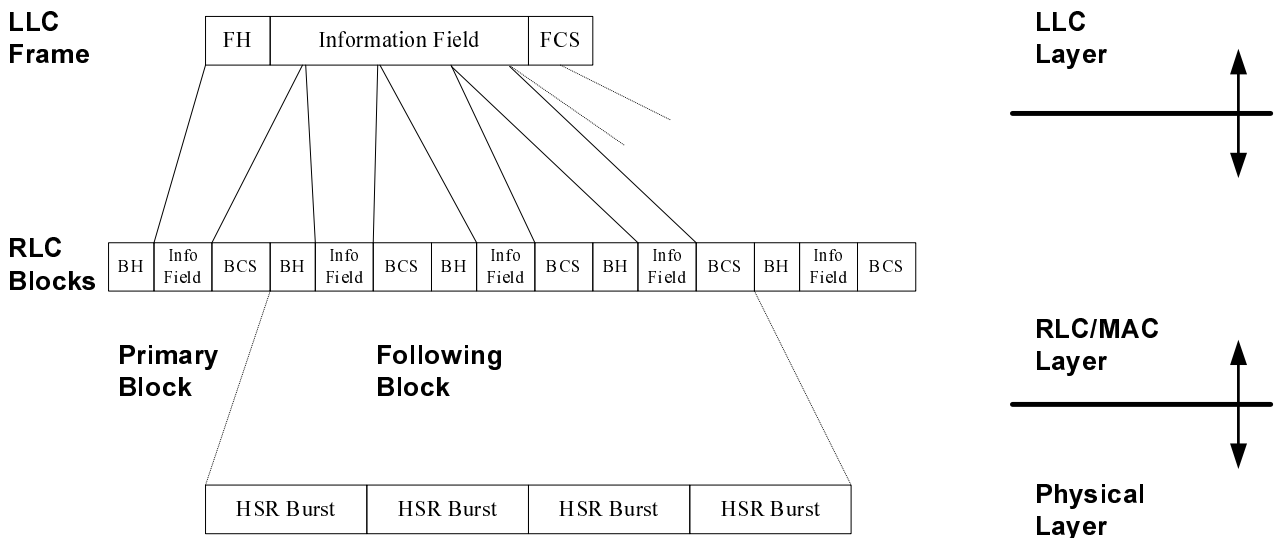 LLC
Frame
FH
Information Field
FCS
LLC
Layer
RLC
Blocks
BH
Info
Field
BCS
BH
Info
Field
BCS
BH
Info
Field
BCS
BH
Info
Field
BCS
BH
Info
Field
BCS
RLC/MAC
Layer
Primary
Block
Following
Block
HSR Burst
HSR Burst
HSR Burst
HSR Burst
Physical
Layer